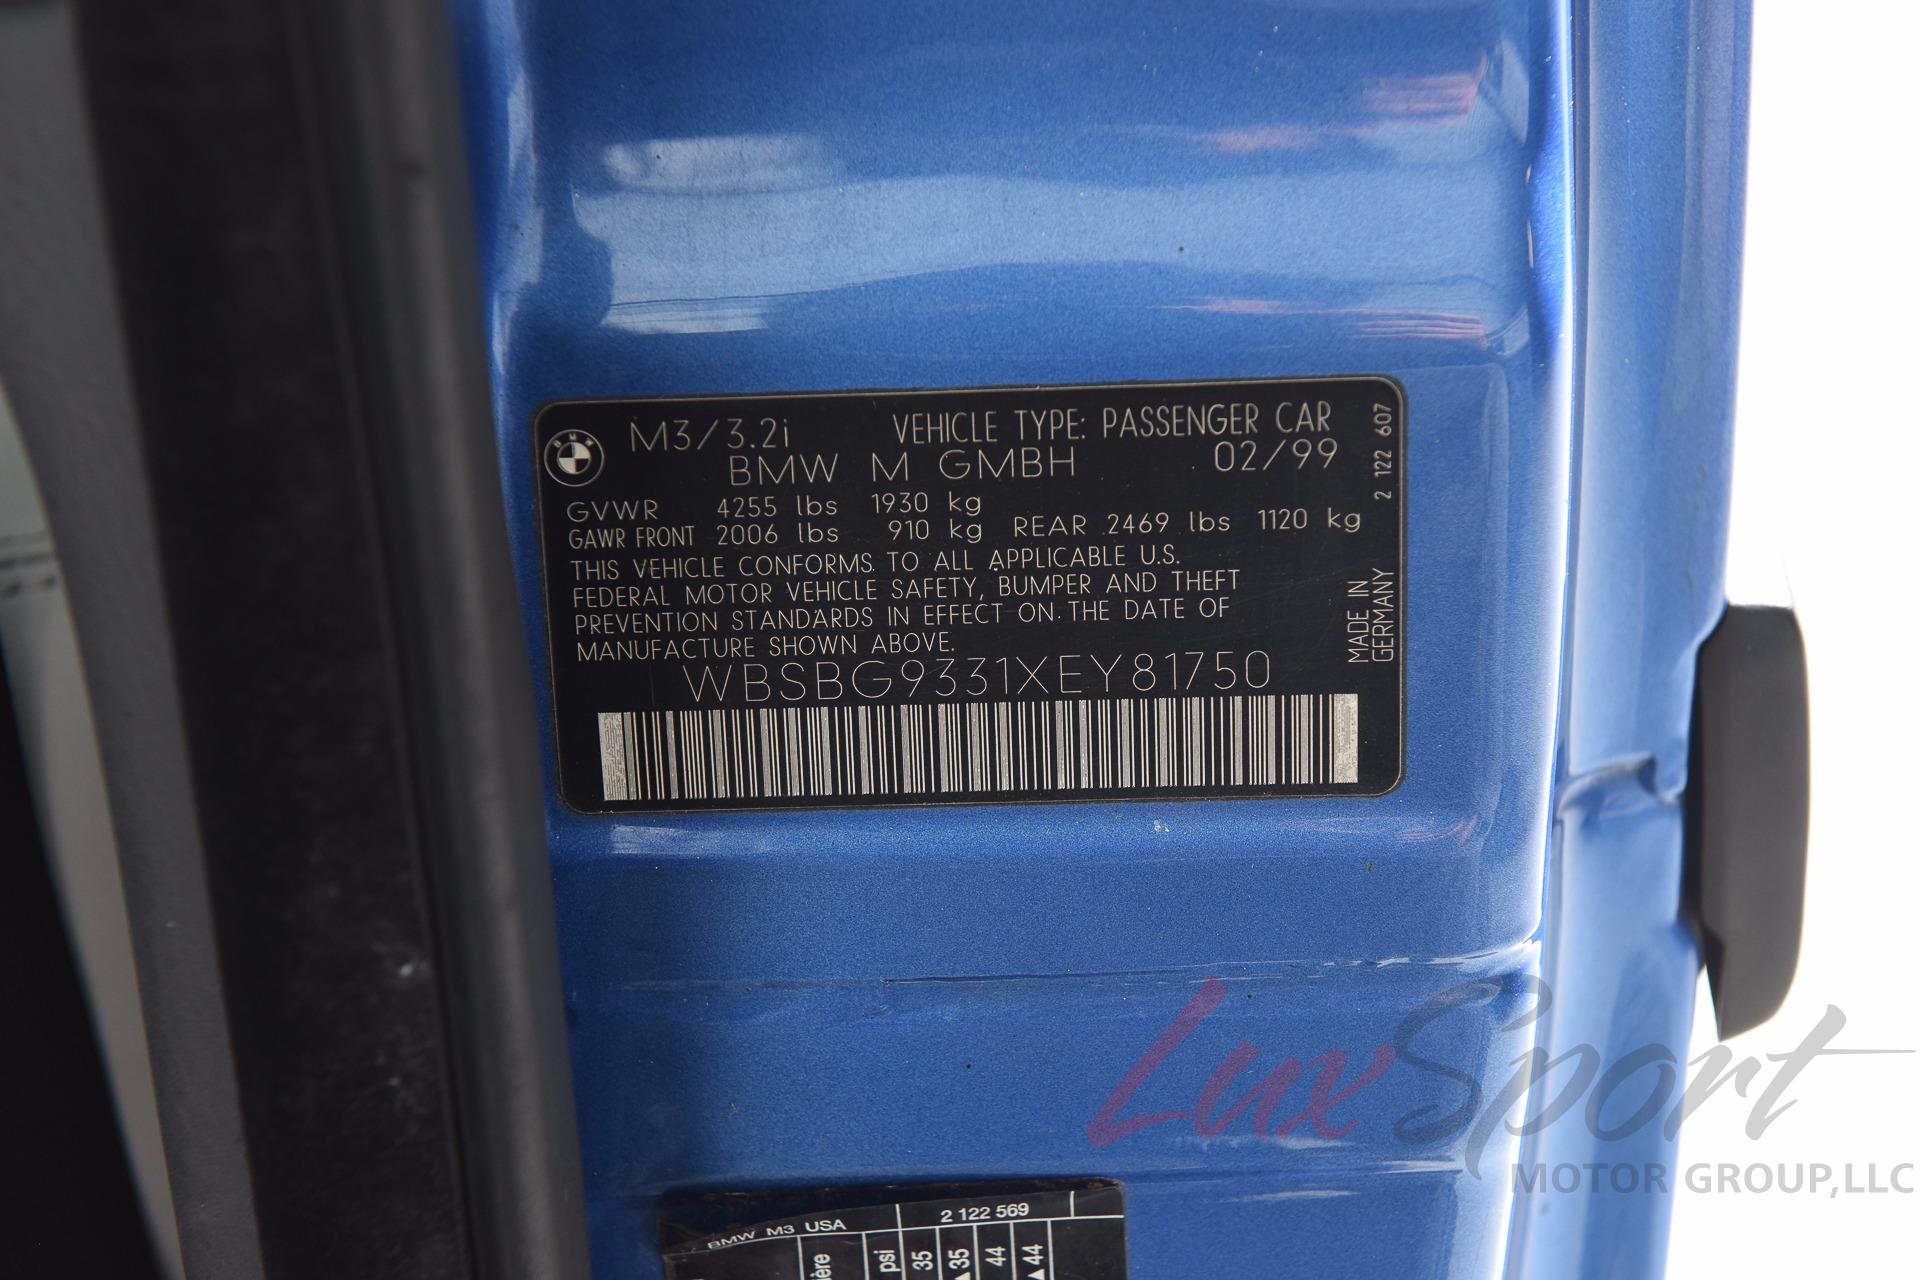 M3/3.2i VEHICLE TYPE: PASSENGER CAR
BMW M GMBH 02/99
GVWR 4255 lbs 1930 kg
GAWR FRONT 2006 lbs 910 kg REAR 2469 lbs 1120 kg
THIS VEHICLE CONFORMS TO ALL APPLICABLE U.S.
FEDERAL MOTOR VEHICLE SAFETY, BUMPER AND THEFT
PREVENTION STANDARDS IN EFFECT ON THE DATE OF
MANUFACTURE SHOWN ABOVE.
WBSBG9331XEY81750
2 122 607
MADE IN
GERMANY
BMW
LuxSport
MOTOR GROUP,LLC
BMW M3 USA 2 122 569
psi
35
▲35
44
▲44